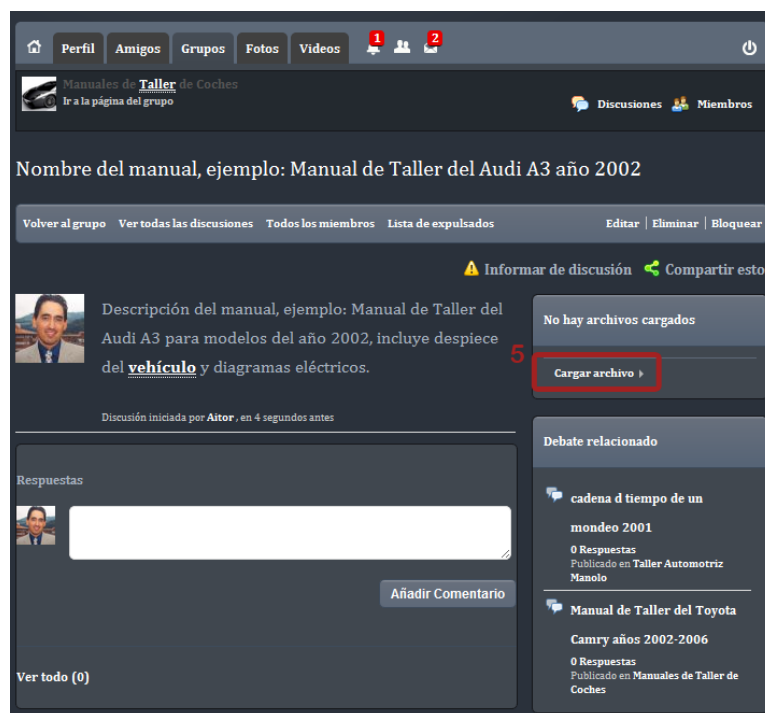 Perfil Amigos Grupos Fotos Videos 1 2
Manuales de Taller de Coches
Ir a la página del grupo
Discusiones Miembros
Nombre del manual, ejemplo: Manual de Taller del Audi A3 año 2002
Volver al grupo Ver todas las discusiones Todos los miembros Lista de expulsados Editar | Eliminar | Bloquear
Informar de discusión Compartir esto
Descripción del manual, ejemplo: Manual de Taller del
Audi A3 para modelos del año 2002, incluye despiece
del vehículo y diagramas eléctricos.
Discusión iniciada por Aitor , en 4 segundos antes
No hay archivos cargados
5
Cargar archivo
Respuestas
Añadir Comentario
Ver todo (0)
Debate relacionado
cadena d tiempo de un
mondeo 2001
0 Respuestas
Publicado en Taller Automotriz
Manolo
Manual de Taller del Toyota
Camry años 2002-2006
0 Respuestas
Publicado en Manuales de Taller de
Coches